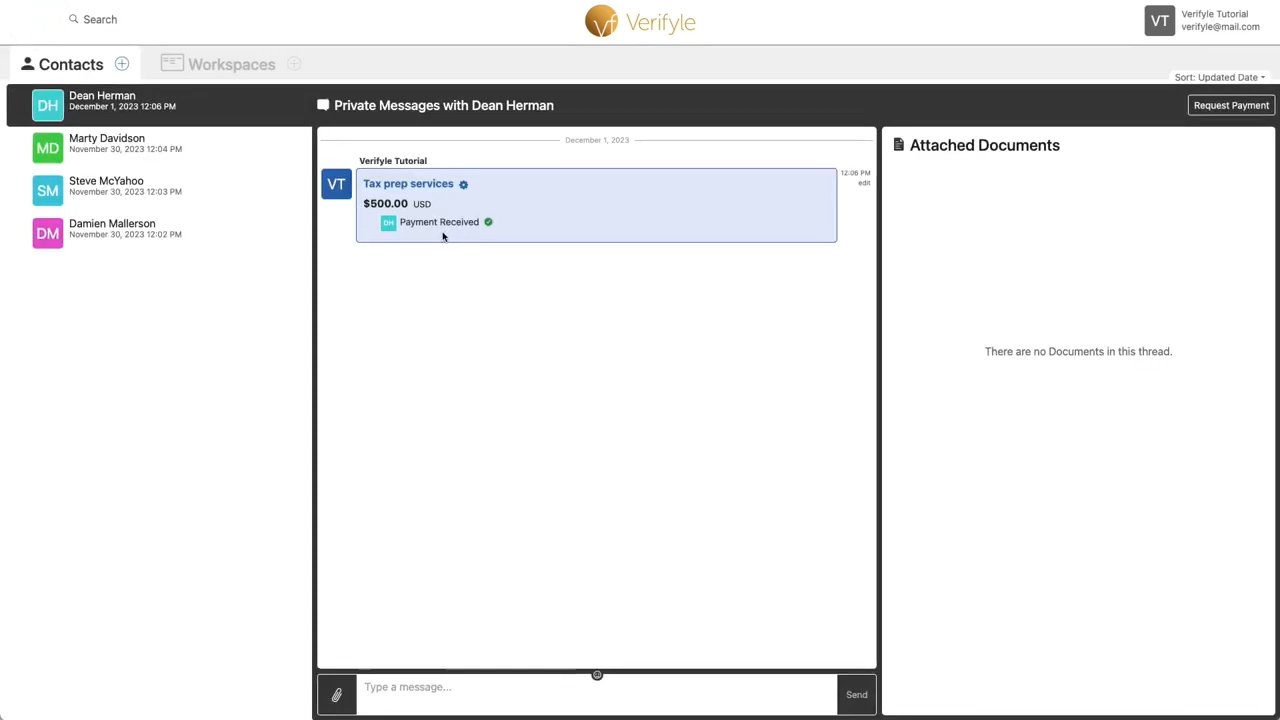 Search
vf Verifyle
VT
Verifyle Tutorial
verifyle@mail.com
Contacts
Workspaces
Sort: Updated Date
DH
Dean Herman
December 1, 2023 12:06 PM
MD
Marty Davidson
November 30, 2023 12:04 PM
SM
Steve McYahoo
November 30, 2023 12:03 PM
DM
Damien Mallerson
November 30, 2023 12:02 PM
Private Messages with Dean Herman
Request Payment
December 1, 2023
Verifyle Tutorial
VT
Tax prep services
$500.00 USD
DH Payment Received
12:06 PM
edit
Type a message...
Send
Attached Documents
There are no Documents in this thread.